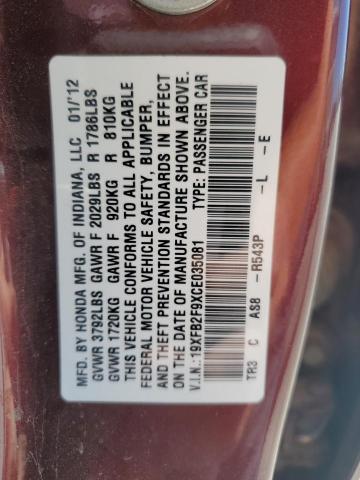 MFD. BY HONDA MFG. OF INDIANA, LLC 01/'12
GVWR 3792LBS GAWR F 2029LBS R 1786LBS
GVWR 1720KG GAWR F 920KG R 810KG
THIS VEHICLE CONFORMS TO ALL APPLICABLE
FEDERAL MOTOR VEHICLE SAFETY, BUMPER,
AND THEFT PREVENTION STANDARDS IN EFFECT
ON THE DATE OF MANUFACTURE SHOWN ABOVE.
V.I.N.:19XFB2F9XCE035061 TYPE: PASSENGER CAR
TR3 C AS8 -R543P -L -E